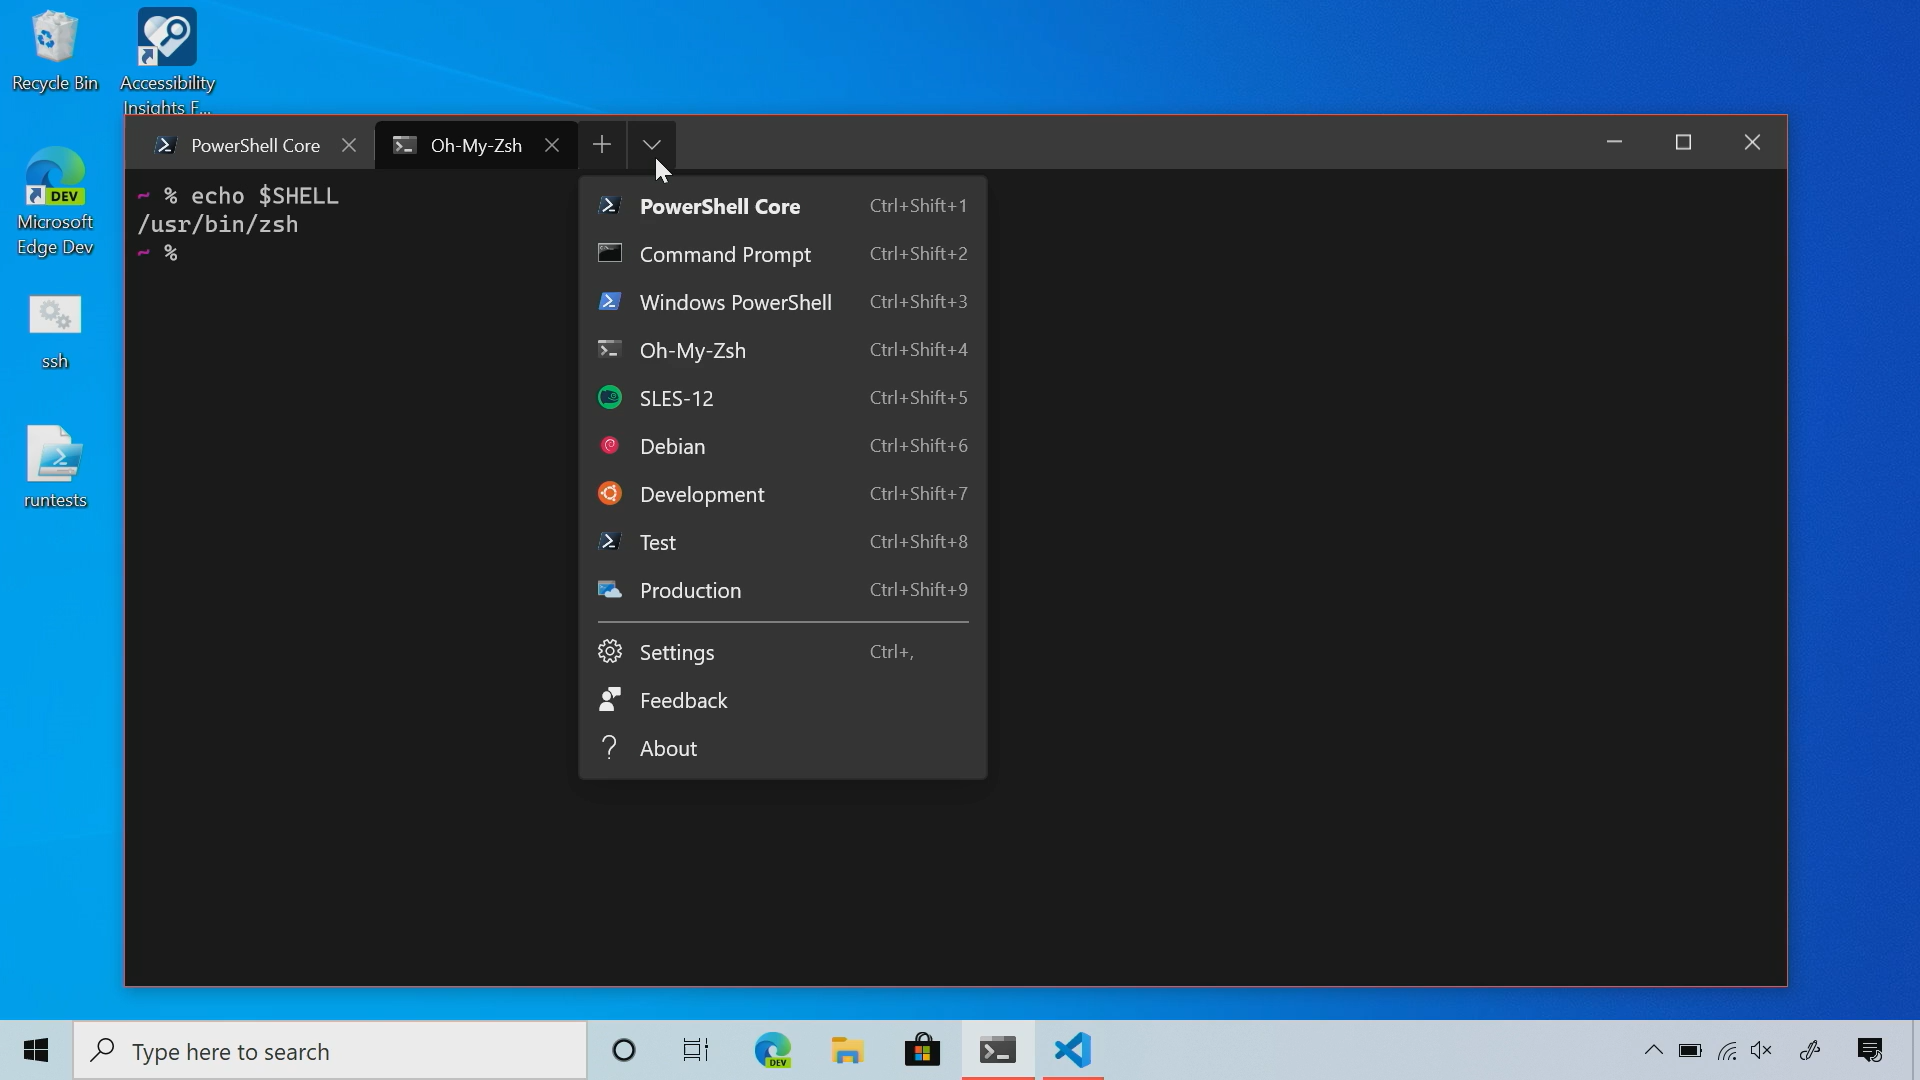 Recycle Bin
Accessibility
Insights F...
DEV
Microsoft
Edge Dev
ssh
runtests
PowerShell Core
Oh-My-Zsh
~ % echo $SHELL
/usr/bin/zsh
~ %
PowerShell Core Ctrl+Shift+1
Command Prompt Ctrl+Shift+2
Windows PowerShell Ctrl+Shift+3
Oh-My-Zsh Ctrl+Shift+4
SLES-12 Ctrl+Shift+5
Debian Ctrl+Shift+6
Development Ctrl+Shift+7
Test Ctrl+Shift+8
Production Ctrl+Shift+9
Settings Ctrl+,
Feedback
About
Type here to search
DEV